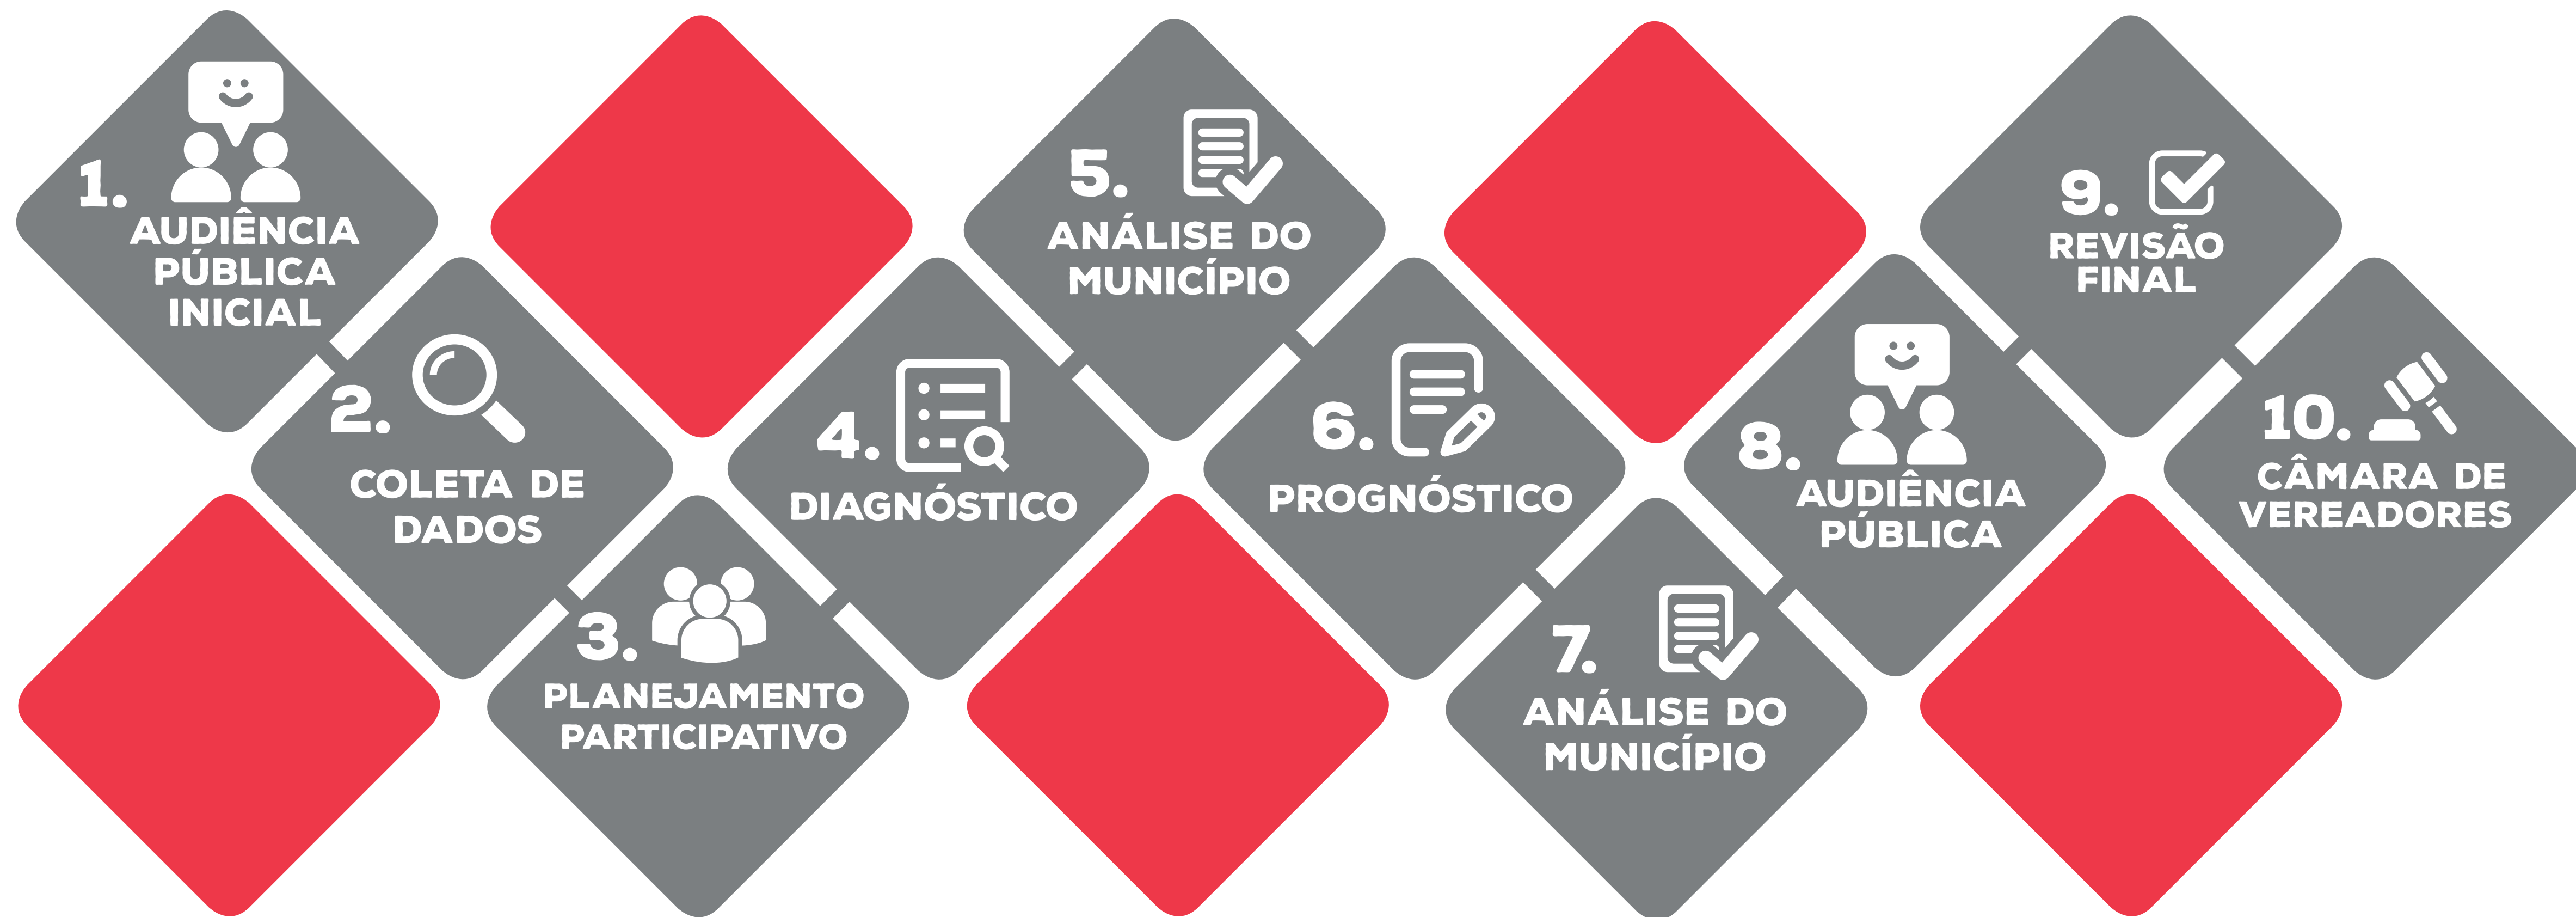 1.
AUDIÊNCIA
PÚBLICA
INICIAL
2.
COLETA DE
DADOS
3.
PLANEJAMENTO
PARTICIPATIVO
4.
DIAGNÓSTICO
5.
ANÁLISE DO
MUNICÍPIO
6.
PROGNÓSTICO
7.
ANÁLISE DO
MUNICÍPIO
8.
AUDIÊNCIA
PÚBLICA
9.
REVISÃO
FINAL
10.
CÂMARA DE
VEREADORES